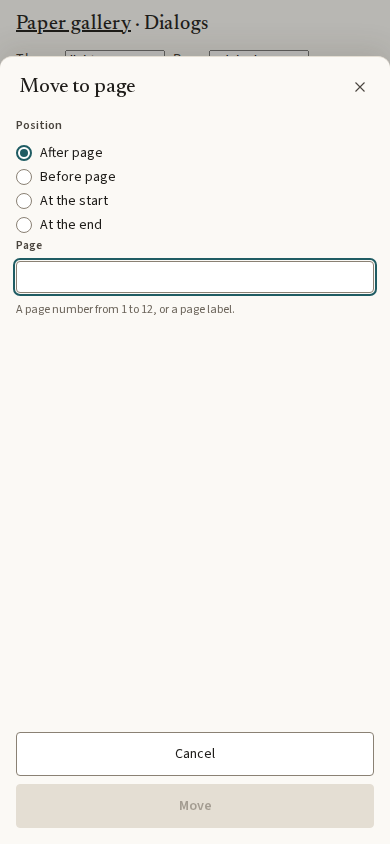 Paper gallery · Dialogs
Move to page
Position
After page
Before page
At the start
At the end
Page
A page number from 1 to 12, or a page label.
Cancel
Move